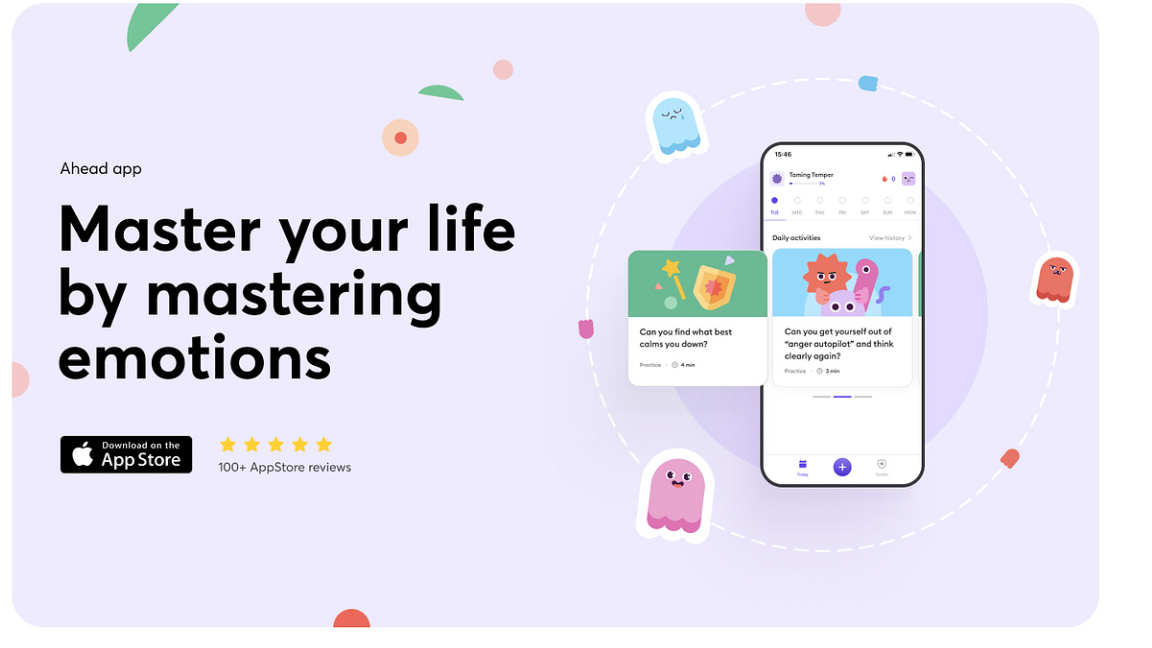 Ahead app
Master your life
by mastering
emotions
Download on the
App Store
100+ AppStore reviews
15:46
Taming Temper
0
TUE WED THU FRI SAT SUN MON
Daily activities
View history
Can you find what best
calms you down?
Practice · 4 min
Can you get yourself out of
“anger autopilot” and think
clearly again?
Practice · 3 min
Today